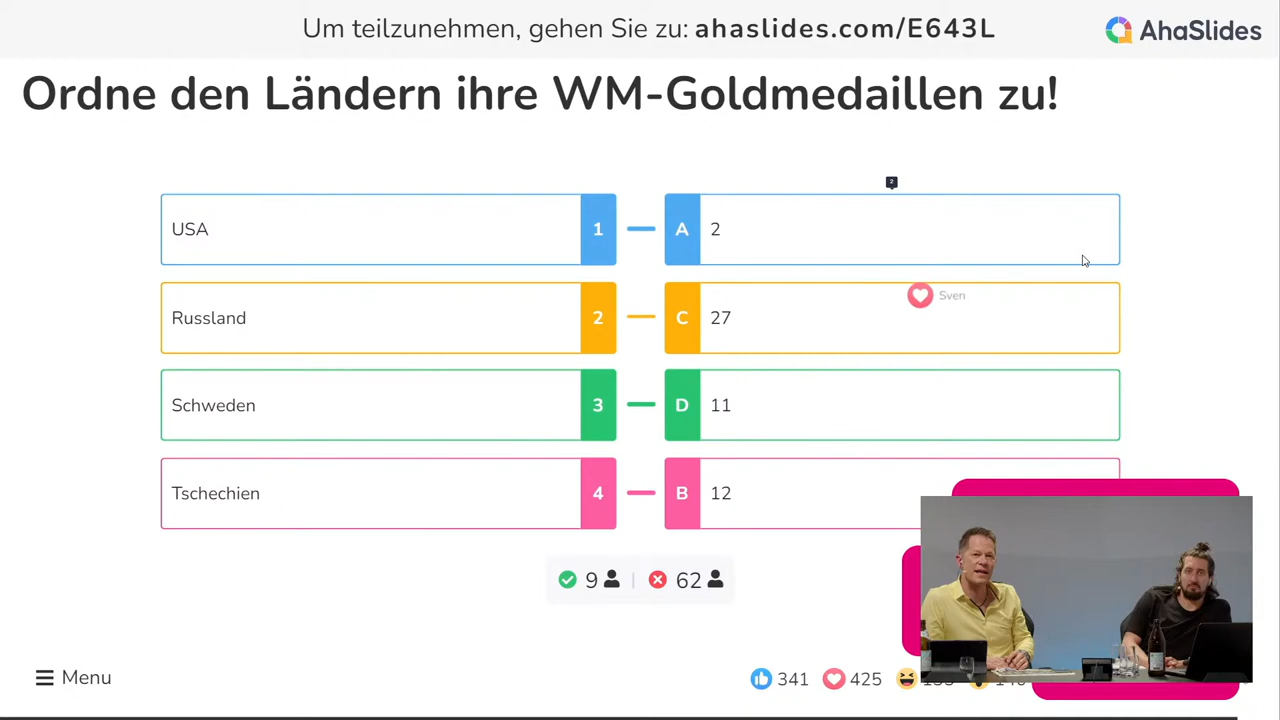 Um teilzunehmen, gehen Sie zu: ahaslides.com/E643L
AhaSlides
Ordne den Ländern ihre WM-Goldmedaillen zu!
2
USA 1 A 2
Sven
Russland 2 C 27
Schweden 3 D 11
Tschechien 4 B 12
9 62
Menu
341 425